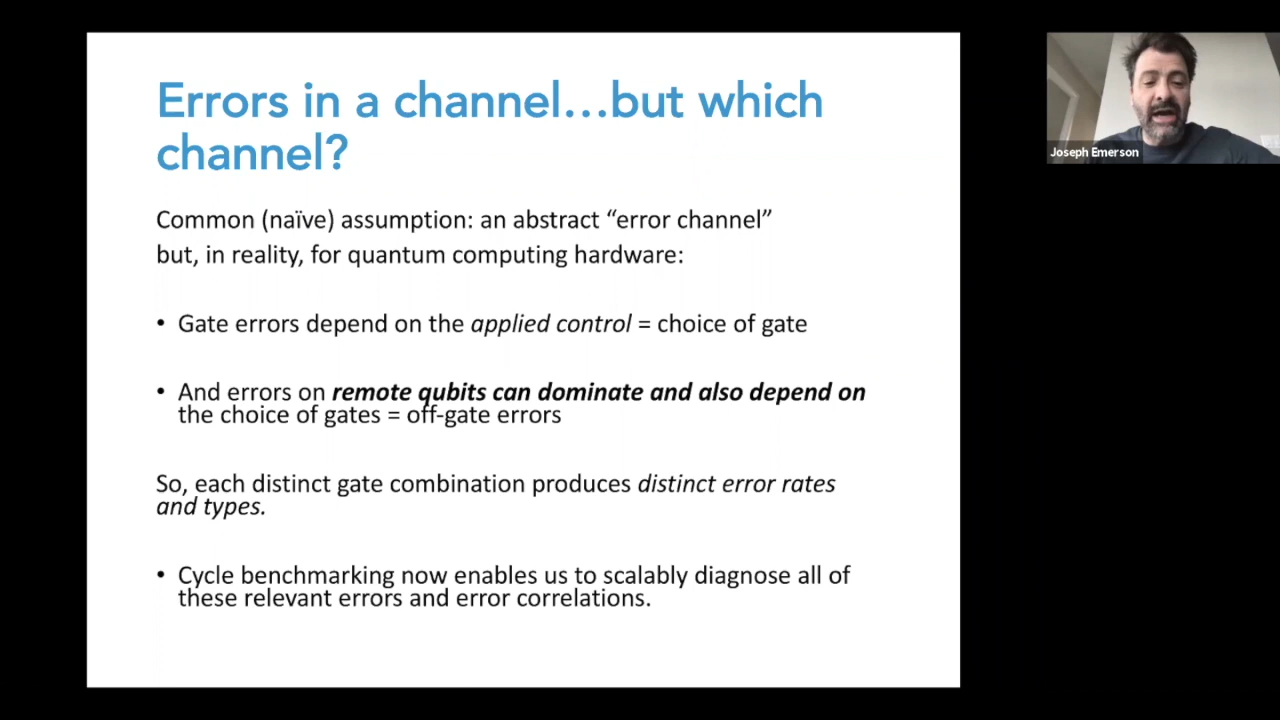 Errors in a channel...but which
channel?
Common (naïve) assumption: an abstract “error channel”
but, in reality, for quantum computing hardware:
• Gate errors depend on the applied control = choice of gate
• And errors on remote qubits can dominate and also depend on
the choice of gates = off-gate errors
So, each distinct gate combination produces distinct error rates
and types.
• Cycle benchmarking now enables us to scalably diagnose all of
these relevant errors and error correlations.
Joseph Emerson